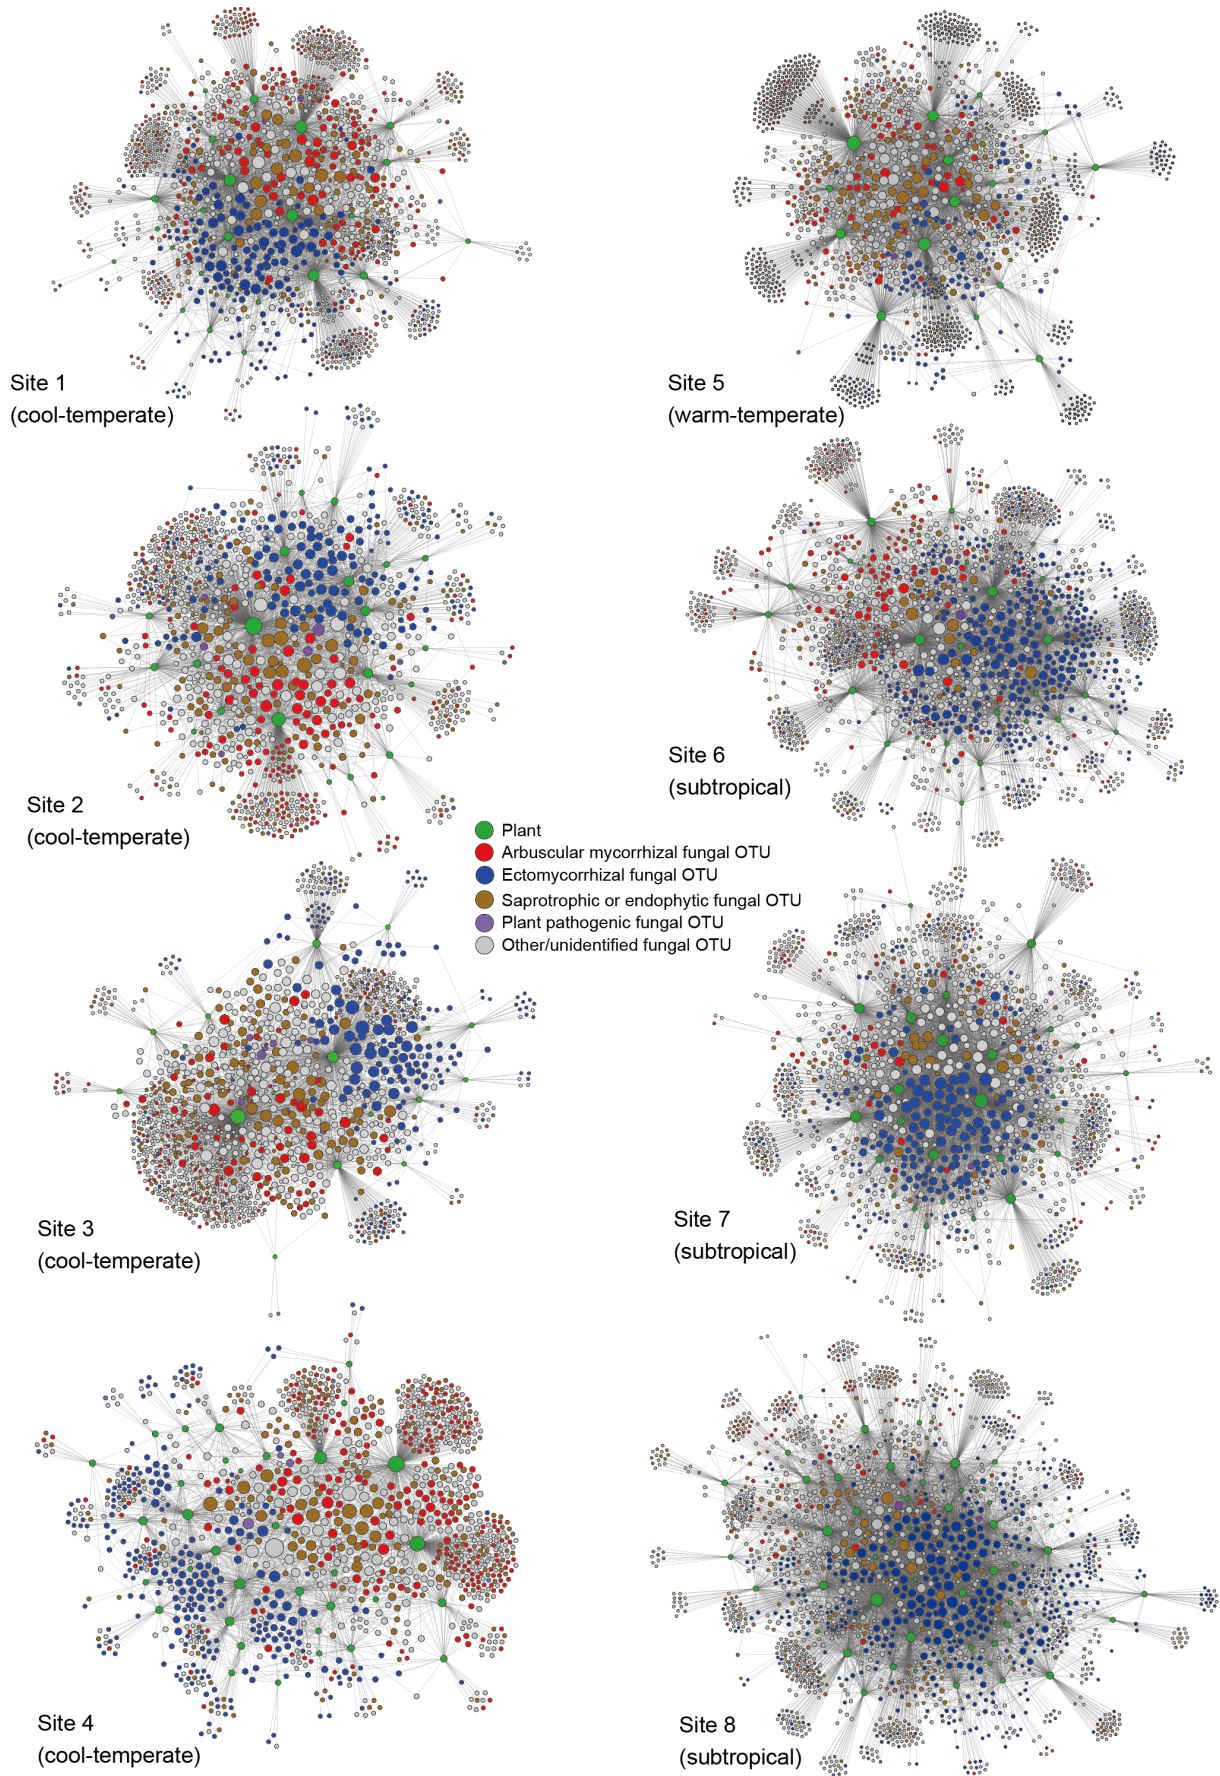 Site 1
(cool-temperate)
Site 5
(warm-temperate)
Site 2
(cool-temperate)
Site 6
(subtropical)
Plant
Arbuscular mycorrhizal fungal OTU
Ectomycorrhizal fungal OTU
Saprotrophic or endophytic fungal OTU
Plant pathogenic fungal OTU
Other/unidentified fungal OTU
Site 3
(cool-temperate)
Site 7
(subtropical)
Site 4
(cool-temperate)
Site 8
(subtropical)